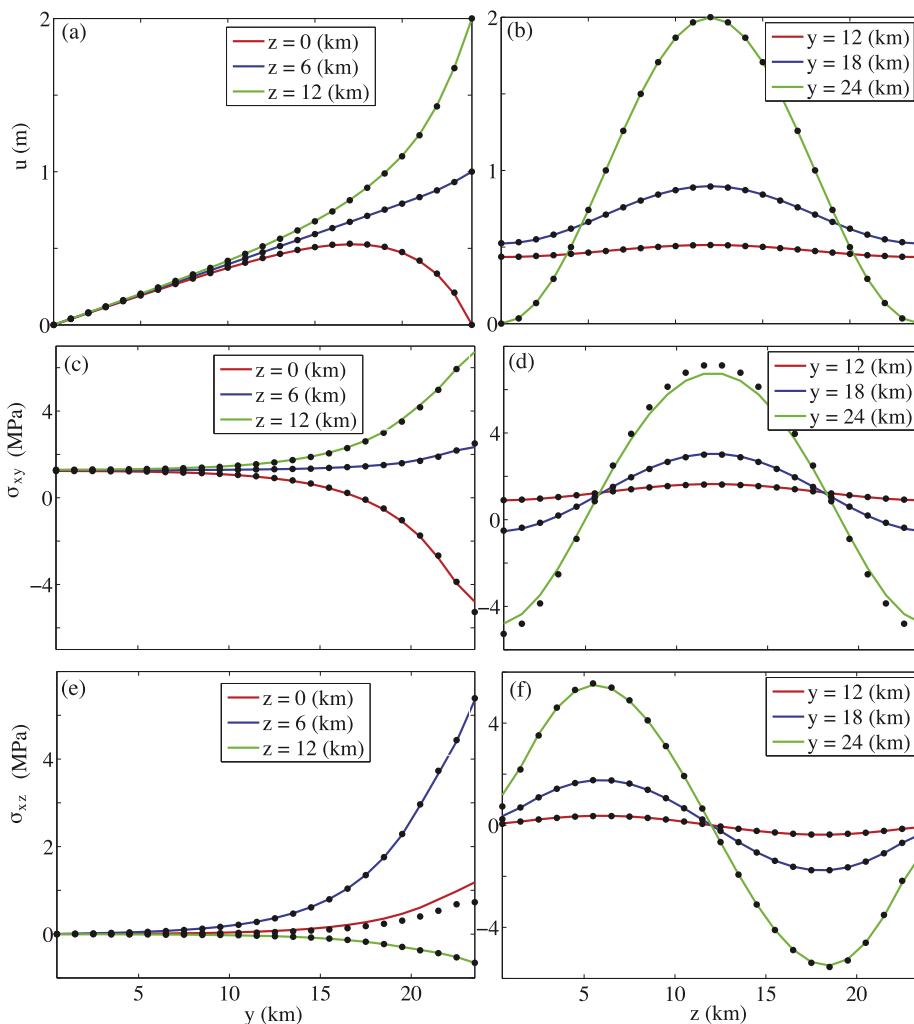 (a)
z = 0 (km)
z = 6 (km)
z = 12 (km)
2
1
0
u (m)
(b)
y = 12 (km)
y = 18 (km)
y = 24 (km)
2
1
0
(c)
z = 0 (km)
z = 6 (km)
z = 12 (km)
4
0
−4
σxy (MPa)
(d)
y = 12 (km)
y = 18 (km)
y = 24 (km)
4
0
−4
(e)
z = 0 (km)
z = 6 (km)
z = 12 (km)
4
2
0
σxz (MPa)
5 10 15 20
y (km)
(f)
y = 12 (km)
y = 18 (km)
y = 24 (km)
4
0
−4
5 10 15 20
z (km)